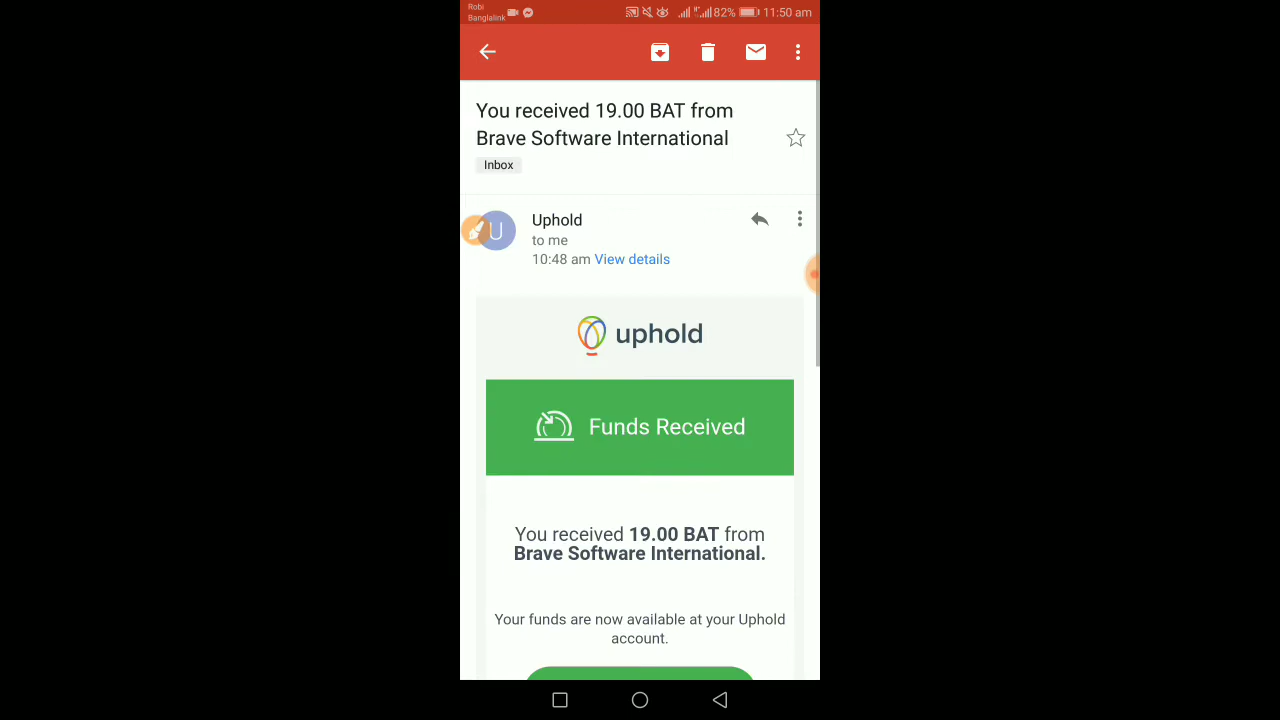 Robi
Banglalink
82%
11:50 am
You received 19.00 BAT from
Brave Software International
Inbox
U
Uphold
to me
10:48 am View details
uphold
Funds Received
You received 19.00 BAT from
Brave Software International.
Your funds are now available at your Uphold
account.